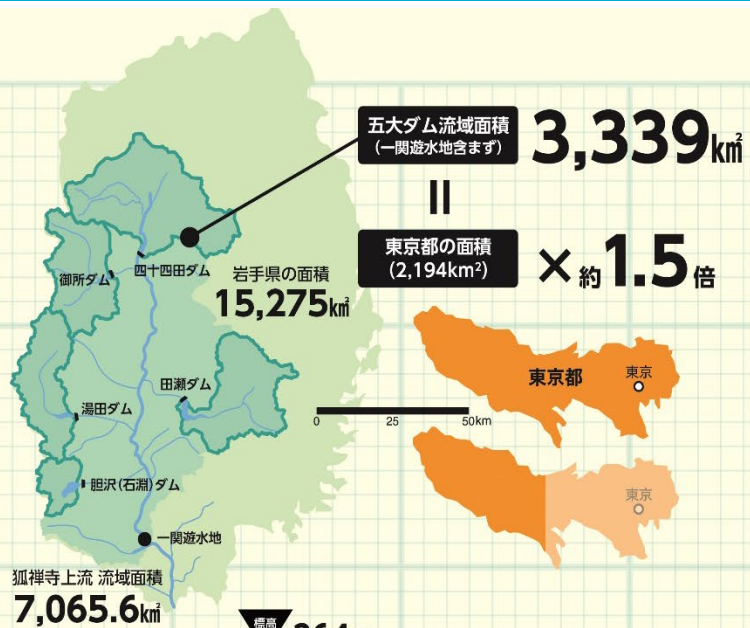 五大ダム流域面積
(一関遊水地含まず)
3,339k㎡
=
東京都の面積
(2,194km²)
×約1.5倍
四十四田ダム
御所ダム
岩手県の面積
15,275k㎡
東京都
東京
田瀬ダム
湯田ダム
0 25 50km
胆沢(石淵)ダム
東京
一関遊水地
狐禅寺上流 流域面積
7,065.6k㎡
標高